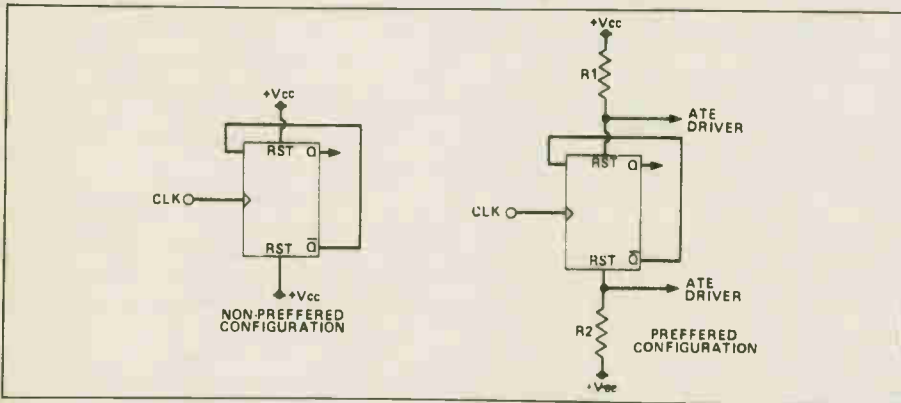 +Vcc
RST
Q
CLK
RST
Q̅
+Vcc
NON-PREFFERED
CONFIGURATION
+Vcc
R1
ATE
DRIVER
RST
Q
CLK
RST
Q̅
ATE
DRIVER
R2
PREFFERED
CONFIGURATION